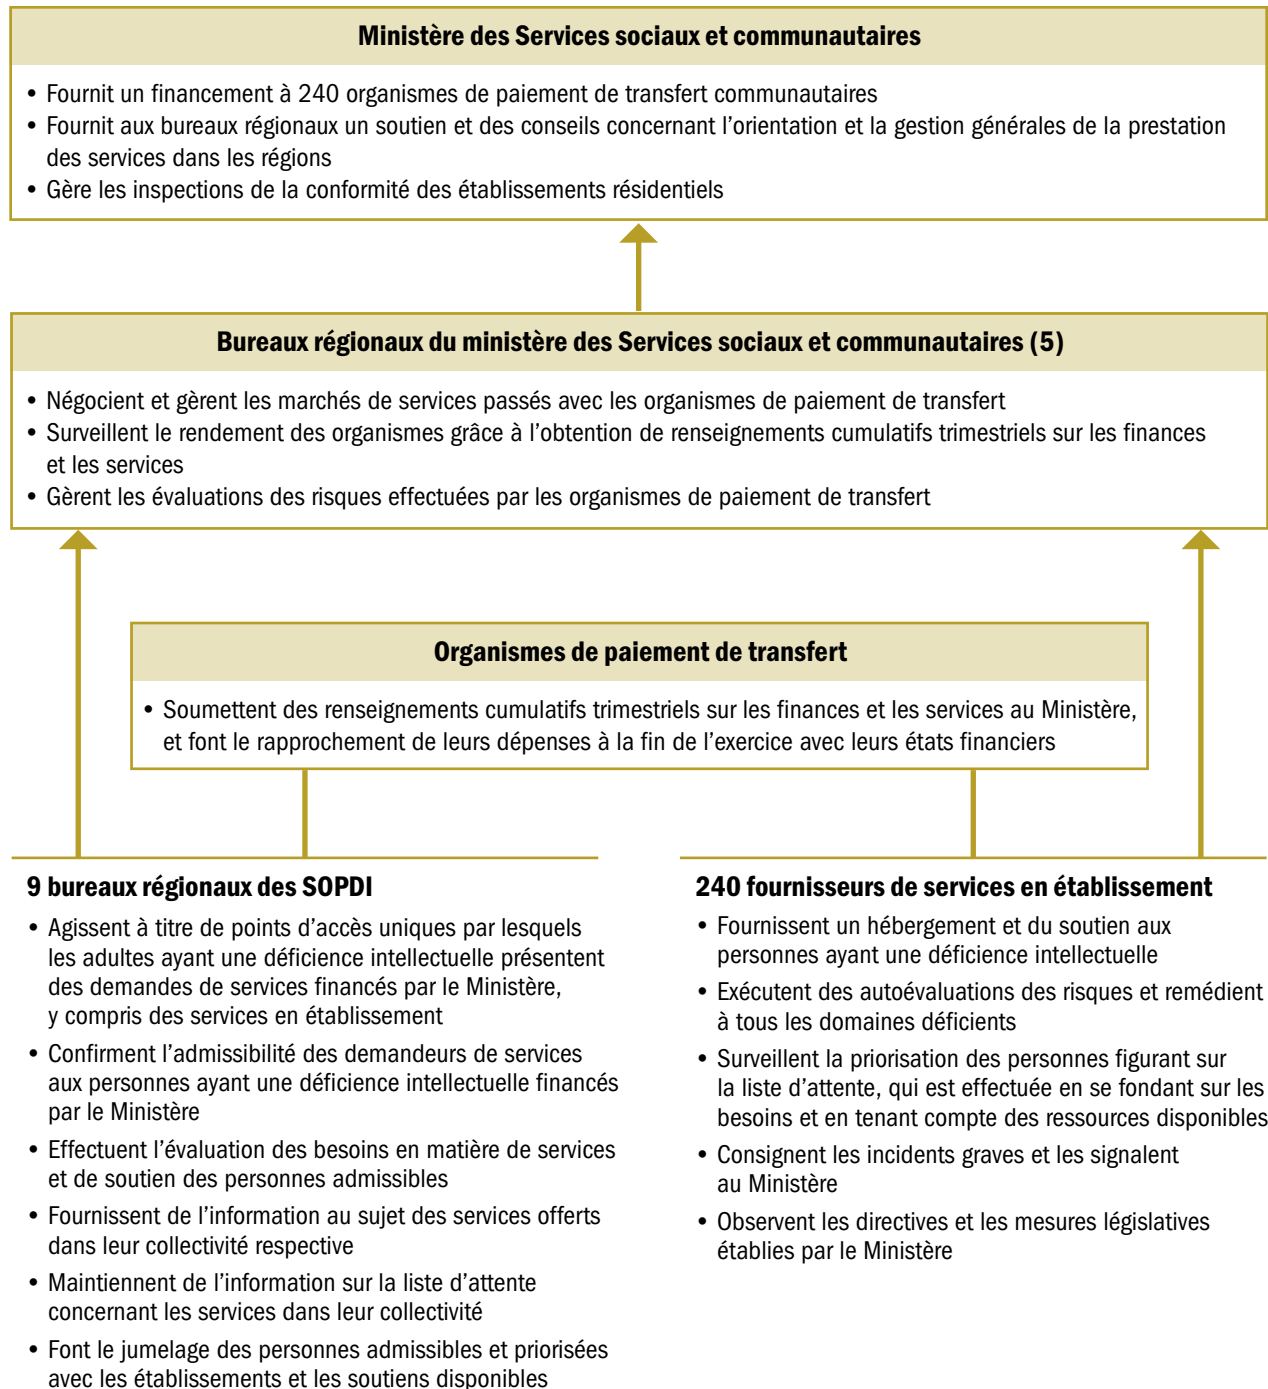 Ministère des Services sociaux et communautaires
• Fournit un financement à 240 organismes de paiement de transfert communautaires
• Fournit aux bureaux régionaux un soutien et des conseils concernant l'orientation et la gestion générales de la prestation
des services dans les régions
• Gère les inspections de la conformité des établissements résidentiels
Bureaux régionaux du ministère des Services sociaux et communautaires (5)
• Négocient et gèrent les marchés de services passés avec les organismes de paiement de transfert
• Surveillent le rendement des organismes grâce à l'obtention de renseignements cumulatifs trimestriels sur les finances
et les services
• Gèrent les évaluations des risques effectuées par les organismes de paiement de transfert
Organismes de paiement de transfert
• Soumettent des renseignements cumulatifs trimestriels sur les finances et les services au Ministère,
et font le rapprochement de leurs dépenses à la fin de l'exercice avec leurs états financiers
9 bureaux régionaux des SOPDI
• Agissent à titre de points d'accès uniques par lesquels
les adultes ayant une déficience intellectuelle présentent
des demandes de services financés par le Ministère,
y compris des services en établissement
• Confirment l'admissibilité des demandeurs de services
aux personnes ayant une déficience intellectuelle financés
par le Ministère
• Effectuent l'évaluation des besoins en matière de services
et de soutien des personnes admissibles
• Fournissent de l'information au sujet des services offerts
dans leur collectivité respective
• Maintiennent de l'information sur la liste d'attente
concernant les services dans leur collectivité
• Font le jumelage des personnes admissibles et priorisées
avec les établissements et les soutiens disponibles
240 fournisseurs de services en établissement
• Fournissent un hébergement et du soutien aux
personnes ayant une déficience intellectuelle
• Exécutent des autoévaluations des risques et remédient
à tous les domaines déficients
• Surveillent la priorisation des personnes figurant sur
la liste d'attente, qui est effectuée en se fondant sur les
besoins et en tenant compte des ressources disponibles
• Consignent les incidents graves et les signalent
au Ministère
• Observent les directives et les mesures législatives
établies par le Ministère